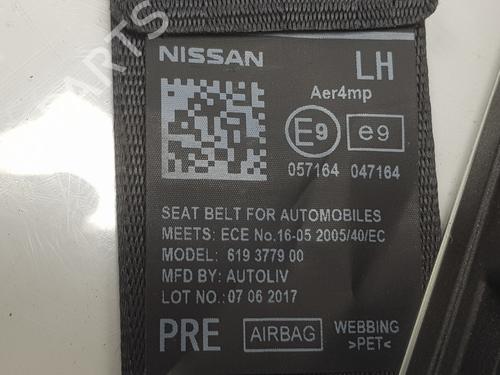 NISSAN LH
Aer4mp
E9 e9
057164 047164
SEAT BELT FOR AUTOMOBILES
MEETS: ECE No.16-05 2005/40/EC
MODEL: 619 3779 00
MFD BY: AUTOLIV
LOT NO.: 07 06 2017
PRE AIRBAG WEBBING
>PET<
PARTS